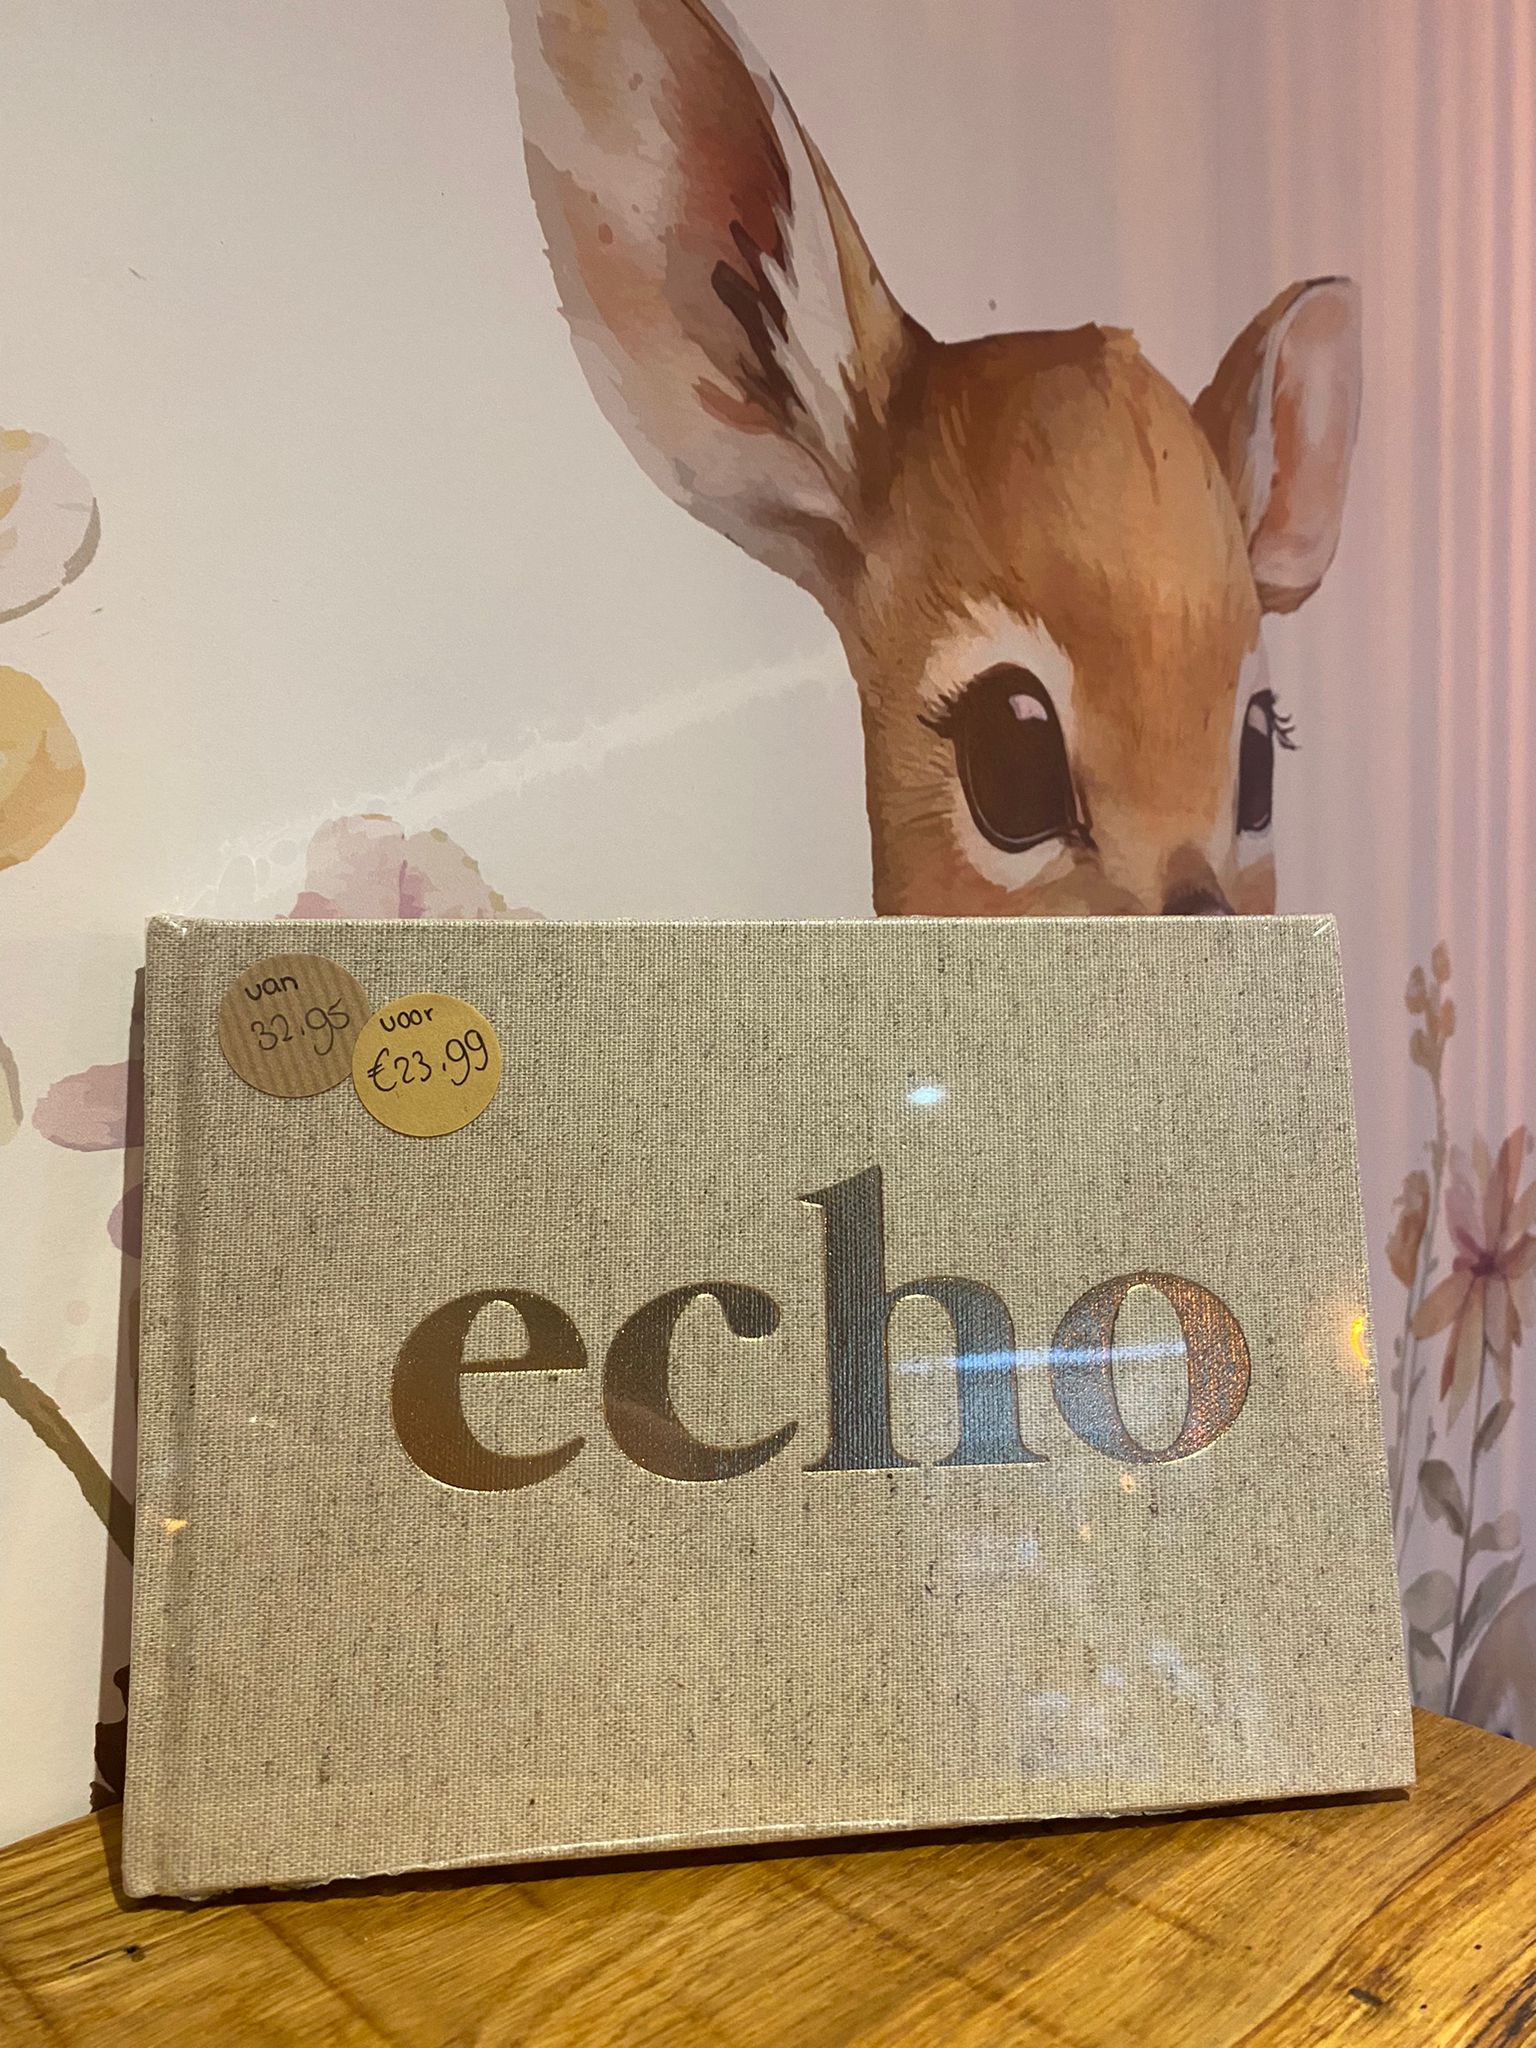 van
32.95
voor
€23.99
echo